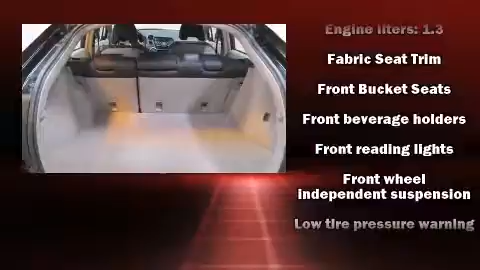 Engine liters: 1.3
Fabric Seat Trim
Front Bucket Seats
Front beverage holders
Front reading lights
Front wheel
independent suspension
Low tire pressure warning